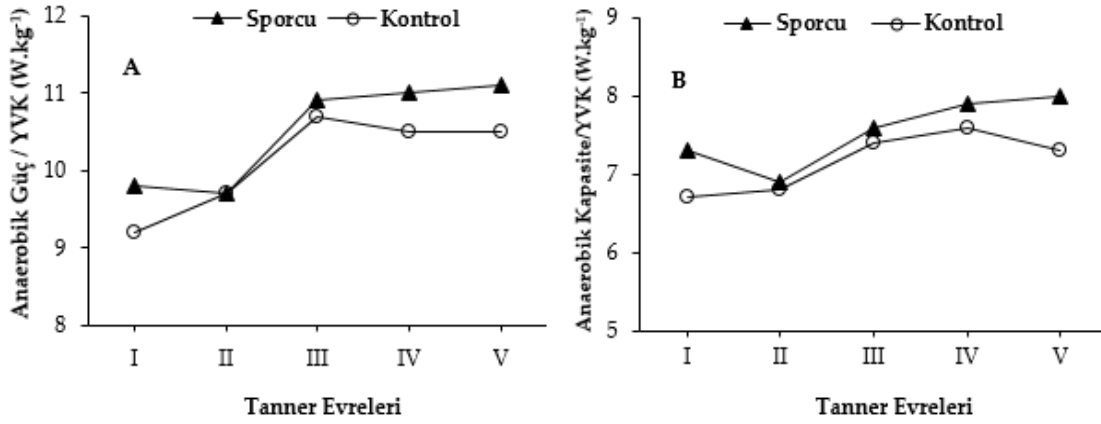 Sporcu Kontrol
A
Anaerobik Güç / YVK (W.kg⁻¹)
12
11
10
9
8
I II III IV V
Tanner Evreleri
Sporcu Kontrol
B
Anaerobik Kapasite/YVK (W.kg⁻¹)
9
8
7
6
5
I II III IV V
Tanner Evreleri